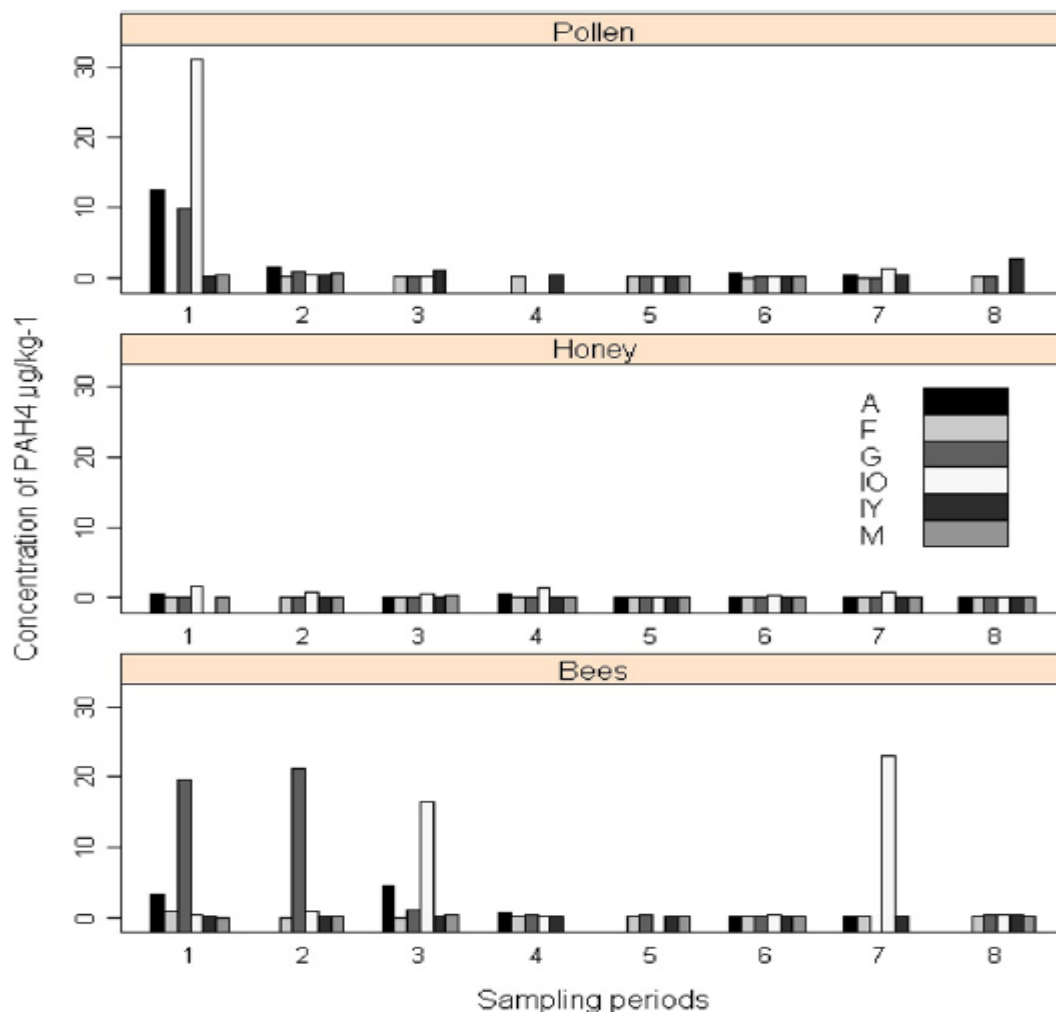 Pollen
30
20
10
0
1 2 3 4 5 6 7 8
Honey
30
20
10
0
A
F
G
IO
IY
M
1 2 3 4 5 6 7 8
Bees
30
20
10
0
1 2 3 4 5 6 7 8
Concentration of PAH4 µg/kg-1
Sampling periods